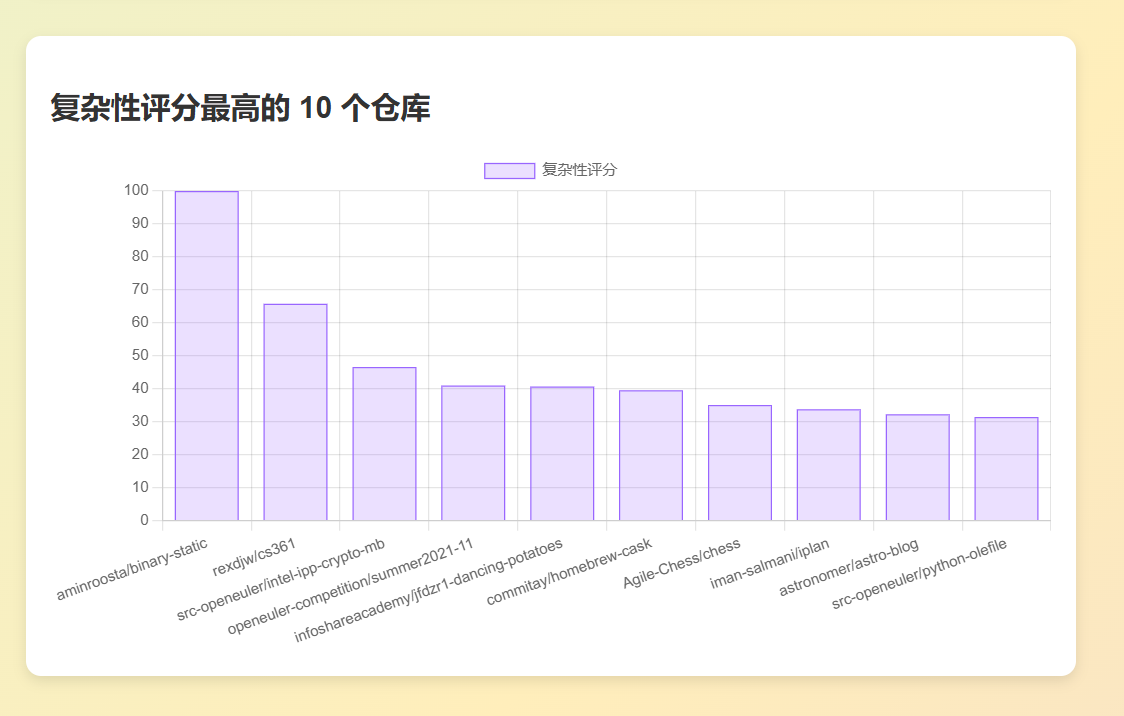 复杂性评分最高的 10 个仓库
复杂性评分
100
90
80
70
60
50
40
30
20
10
0
aminroosta/binary-static
rexdjw/cs361
src-openeuler/intel-ipp-crypto-mb
openeuler-competition/summer2021-11
infoshareacademy/jfdzr1-dancing-potatoes
commitay/homebrew-cask
Agile-Chess/chess
iman-salmani/iplan
astronomer/astro-blog
src-openeuler/python-olefile